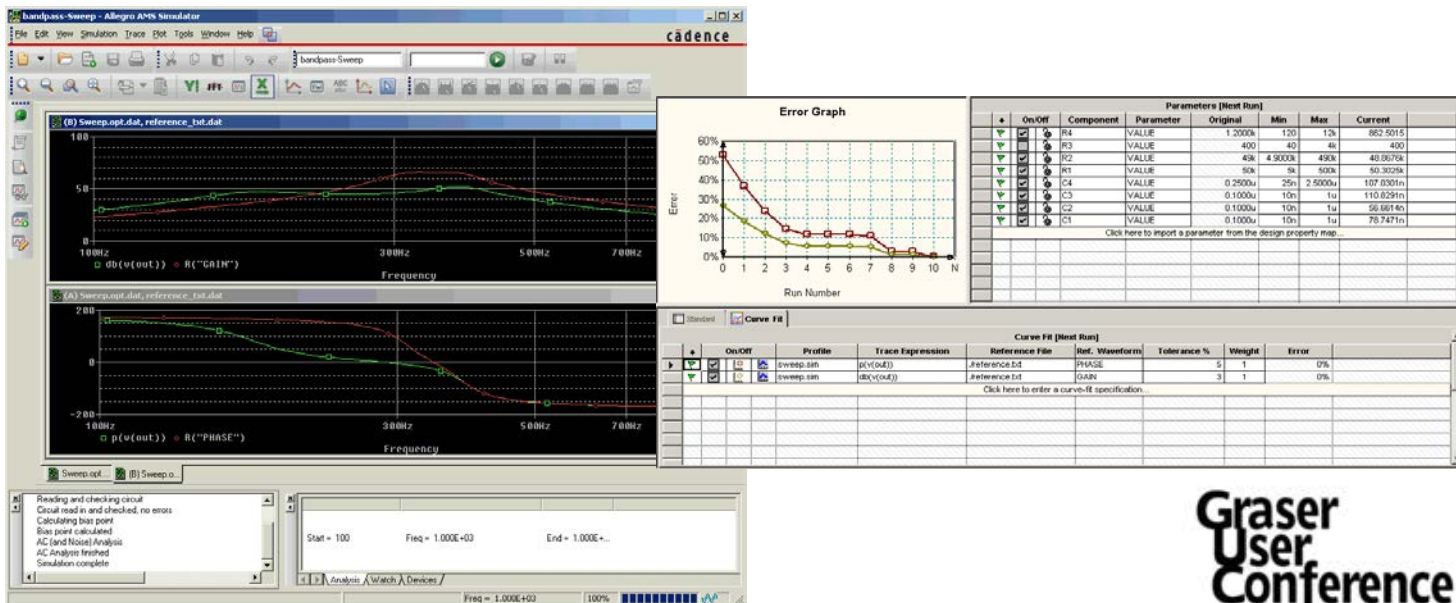 bandpass-Sweep - Allegro AMS Simulator
File Edit View Simulation Trace Plot Tools Window Help
cādence
bandpass-Sweep
(B) Sweep.opt.dat, reference_txt.dat
100
50
0
100Hz 300Hz 500Hz 700Hz
db(v(out)) R("GAIN")
Frequency
(A) Sweep.opt.dat, reference_txt.dat
200
0
-200
100Hz 300Hz 500Hz 700Hz
p(v(out)) R("PHASE")
Frequency
Sweep.opt... (B) Sweep.o...
Reading and checking circuit
Circuit read in and checked, no errors
Calculating bias point
Bias point calculated
AC (and Noise) Analysis
AC Analysis finished
Simulation complete
Start = 100 Freq = 1.000E+03 End = 1.000E+...
Analysis Watch Devices
Freq = 1.000E+03 100%
Error Graph
Error
60%
50%
40%
30%
20%
10%
0%
0 1 2 3 4 5 6 7 8 9 10 N
Run Number
Parameters [Next Run]
On/Off Component Parameter Original Min Max Current
R4 VALUE 1.2000k 120 12k 862.5015
R3 VALUE 400 40 4k 400
R2 VALUE 49k 4.9000k 490k 48.8676k
R1 VALUE 50k 5k 500k 50.3025k
C4 VALUE 0.2500u 25n 2.5000u 107.0301n
C3 VALUE 0.1000u 10n 1u 110.8291n
C2 VALUE 0.1000u 10n 1u 56.6614n
C1 VALUE 0.1000u 10n 1u 78.7471n
Click here to import a parameter from the design property map...
Standard Curve Fit
Curve Fit [Next Run]
On/Off Profile Trace Expression Reference File Ref. Waveform Tolerance % Weight Error
sweep.sim p(v(out)) ./reference.txt PHASE 5 1 0%
sweep.sim db(v(out)) ./reference.txt GAIN 3 1 0%
Click here to enter a curve-fit specification...
Graser
User
Conference